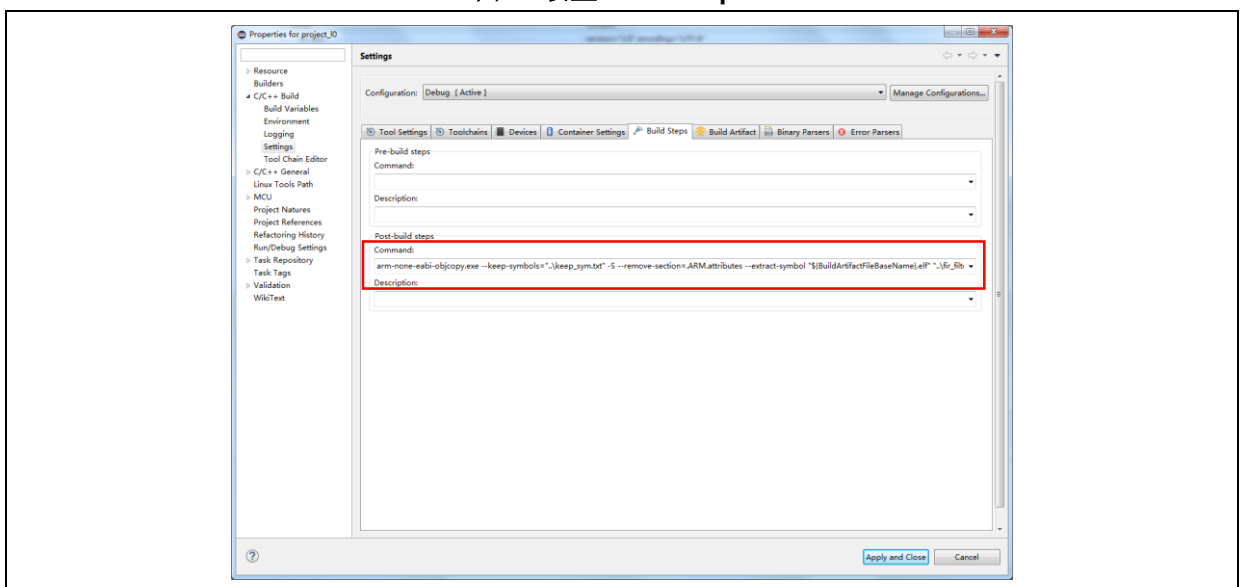 Properties for project_l0
Settings
Resource
Builders
C/C++ Build
Build Variables
Environment
Logging
Settings
Tool Chain Editor
C/C++ General
Linux Tools Path
MCU
Project Natures
Project References
Refactoring History
Run/Debug Settings
Task Repository
Task Tags
Validation
WikiText
Configuration: Debug [ Active ] Manage Configurations...
Tool Settings Toolchains Devices Container Settings Build Steps Build Artifact Binary Parsers Error Parsers
Pre-build steps
Command:
Description:
Post-build steps
Command:
arm-none-eabi-objcopy.exe --keep-symbols="..\keep_sym.txt" -S --remove-section=.ARM.attributes --extract-symbol "${BuildArtifactFileBaseName}.elf" "..\fir_filt
Description:
Apply and Close Cancel